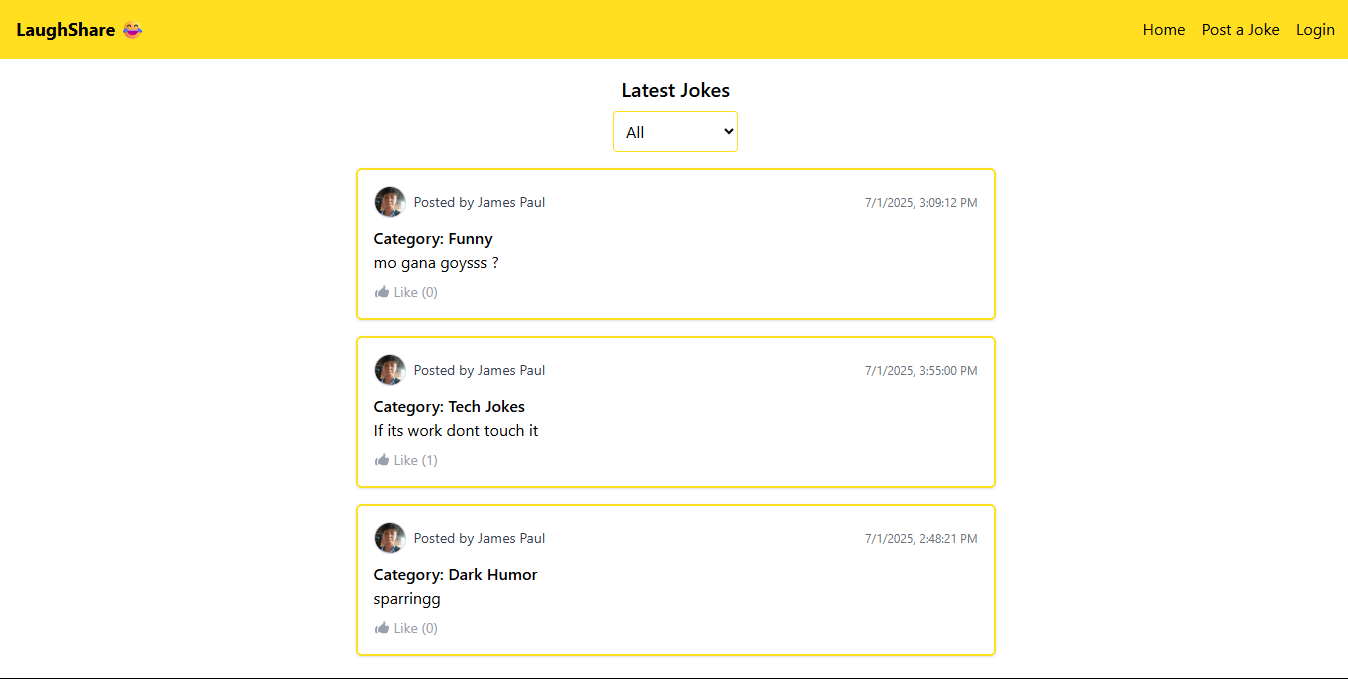 LaughShare 😂
Home Post a Joke Login
Latest Jokes
All
Posted by James Paul 7/1/2025, 3:09:12 PM
Category: Funny
mo gana goysss ?
Like (0)
Posted by James Paul 7/1/2025, 3:55:00 PM
Category: Tech Jokes
If its work dont touch it
Like (1)
Posted by James Paul 7/1/2025, 2:48:21 PM
Category: Dark Humor
sparringg
Like (0)